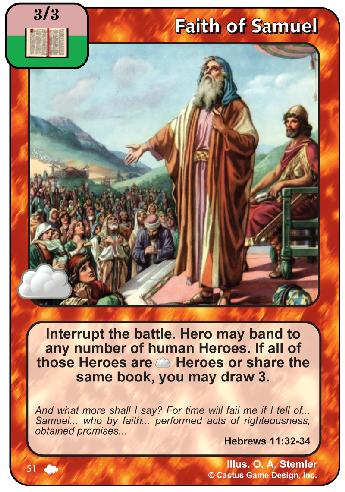 3/3
Faith of Samuel
Interrupt the battle. Hero may band to
any number of human Heroes. If all of
those Heroes are Heroes or share the
same book, you may draw 3.
And what more shall I say? For time will fail me if I tell of...
Samuel... who by faith... performed acts of righteousness,
obtained promises...
Hebrews 11:32-34
Illus. O. A. Stemler
51 © Cactus Game Design, Inc.